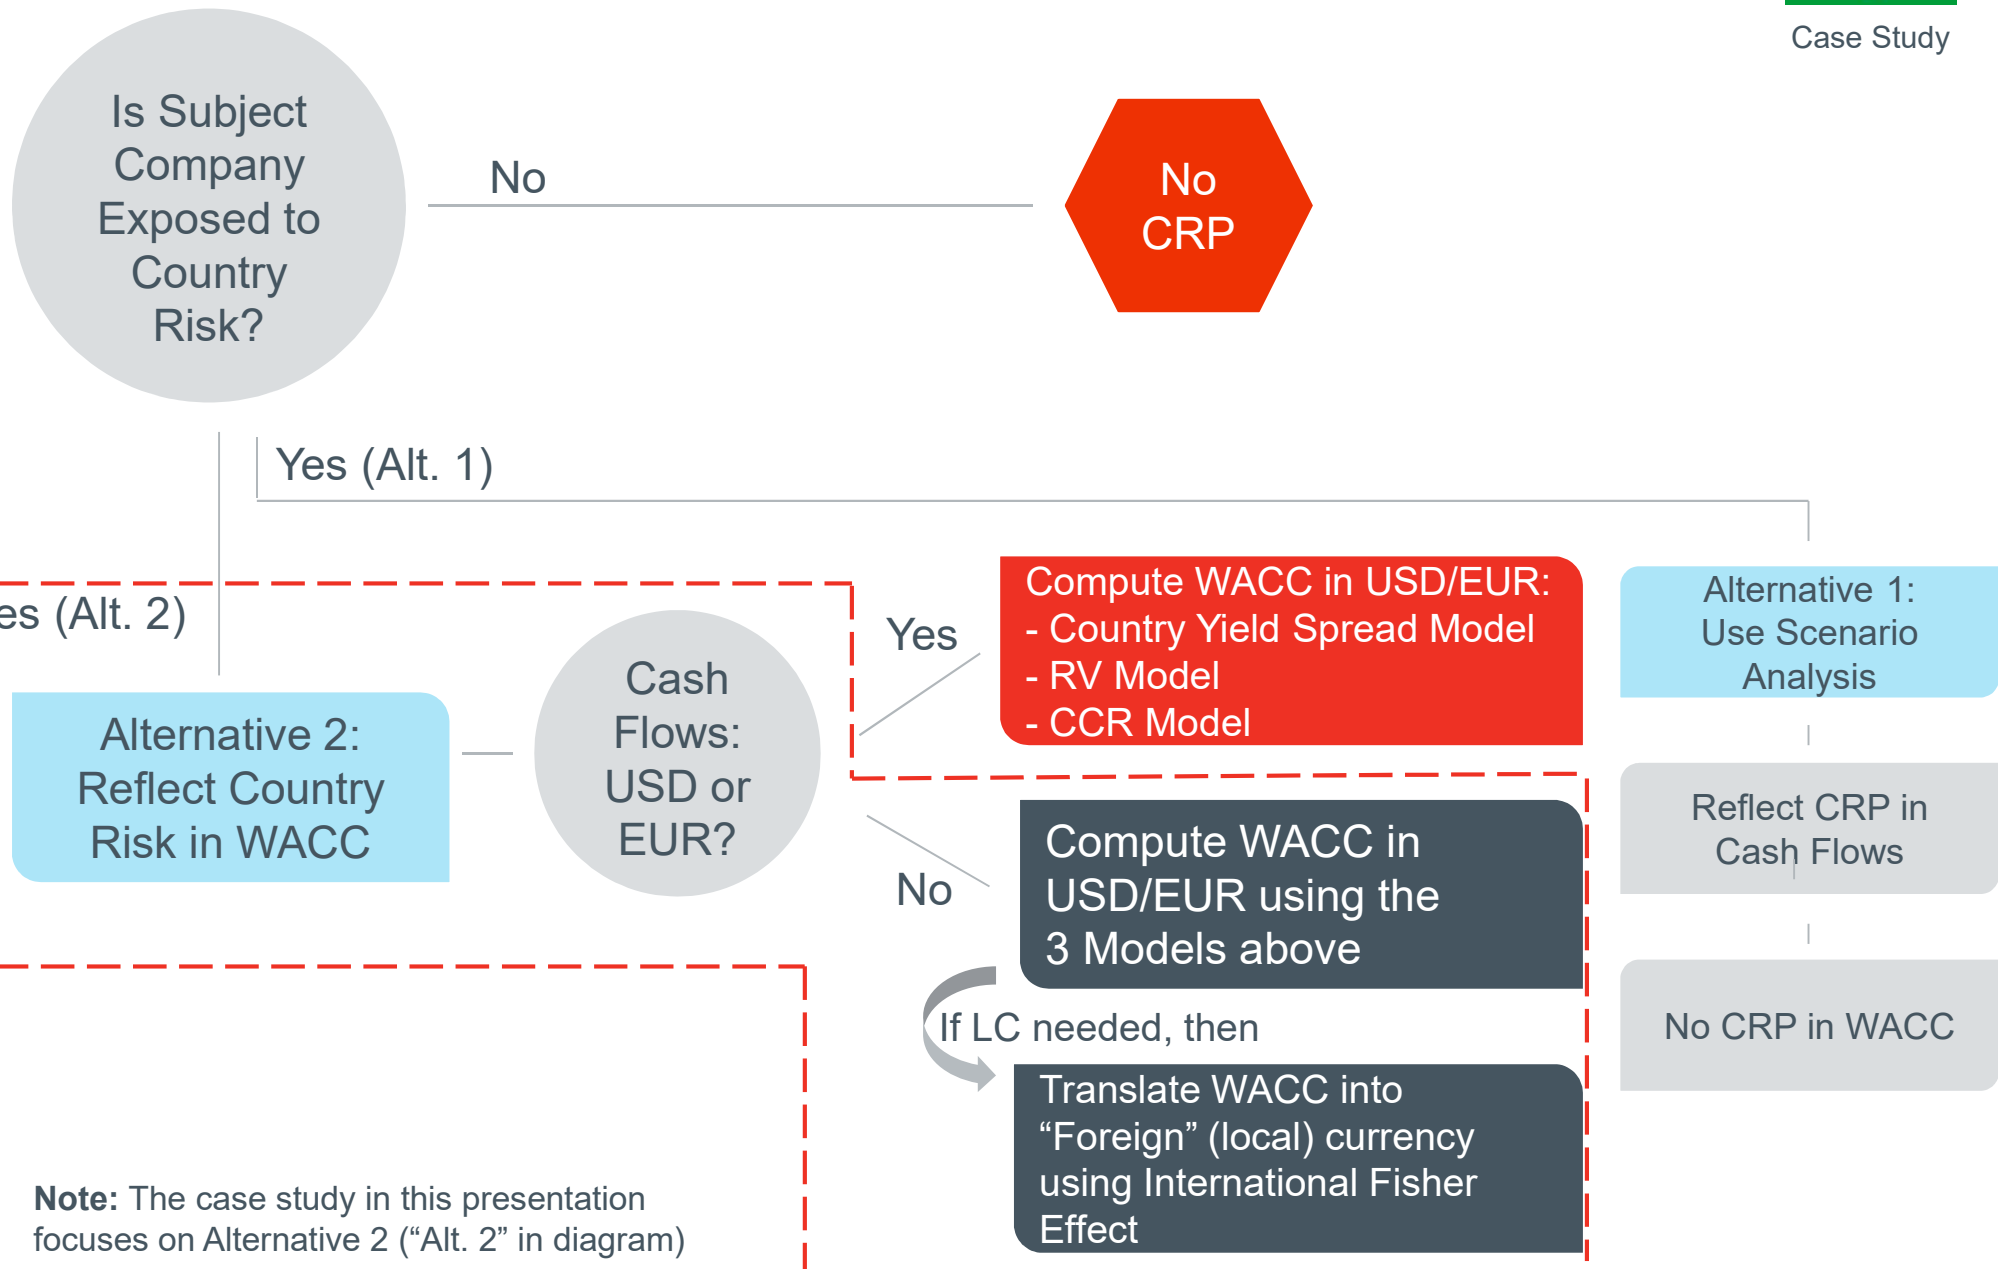 Case Study
Is Subject
Company
Exposed to
Country
Risk?
No
No
CRP
Yes (Alt. 1)
es (Alt. 2)
Alternative 2:
Reflect Country
Risk in WACC
Cash
Flows:
USD or
EUR?
Yes
Compute WACC in USD/EUR:
- Country Yield Spread Model
- RV Model
- CCR Model
No
Compute WACC in
USD/EUR using the
3 Models above
If LC needed, then
Translate WACC into
“Foreign” (local) currency
using International Fisher
Effect
Alternative 1:
Use Scenario
Analysis
Reflect CRP in
Cash Flows
No CRP in WACC
Note: The case study in this presentation
focuses on Alternative 2 (“Alt. 2” in diagram)